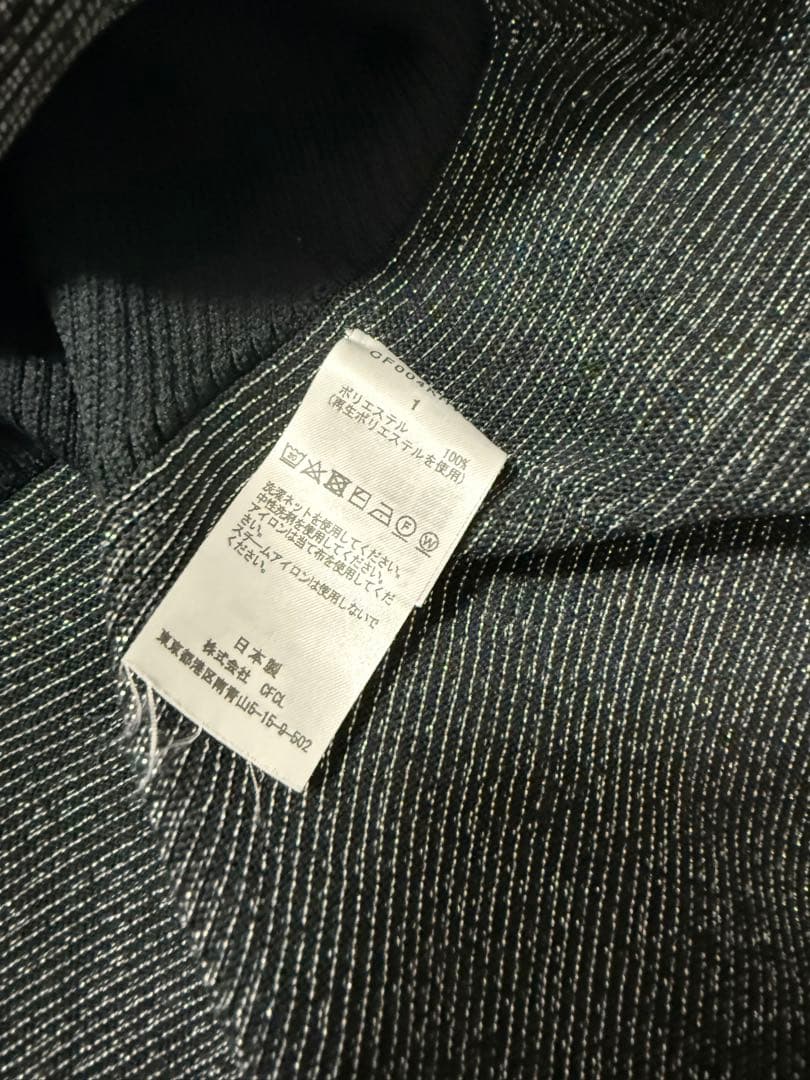 CF004K
1
ポリエステル 100%
(再生ポリエステルを使用)
30
P W
洗濯ネットを使用してください。
中性洗剤を使用してください。
アイロンは当て布を使用してくだ
さい。
スチームアイロンは使用しないで
ください。
日本製
株式会社 CFCL
東京都港区南青山5-15-9-502